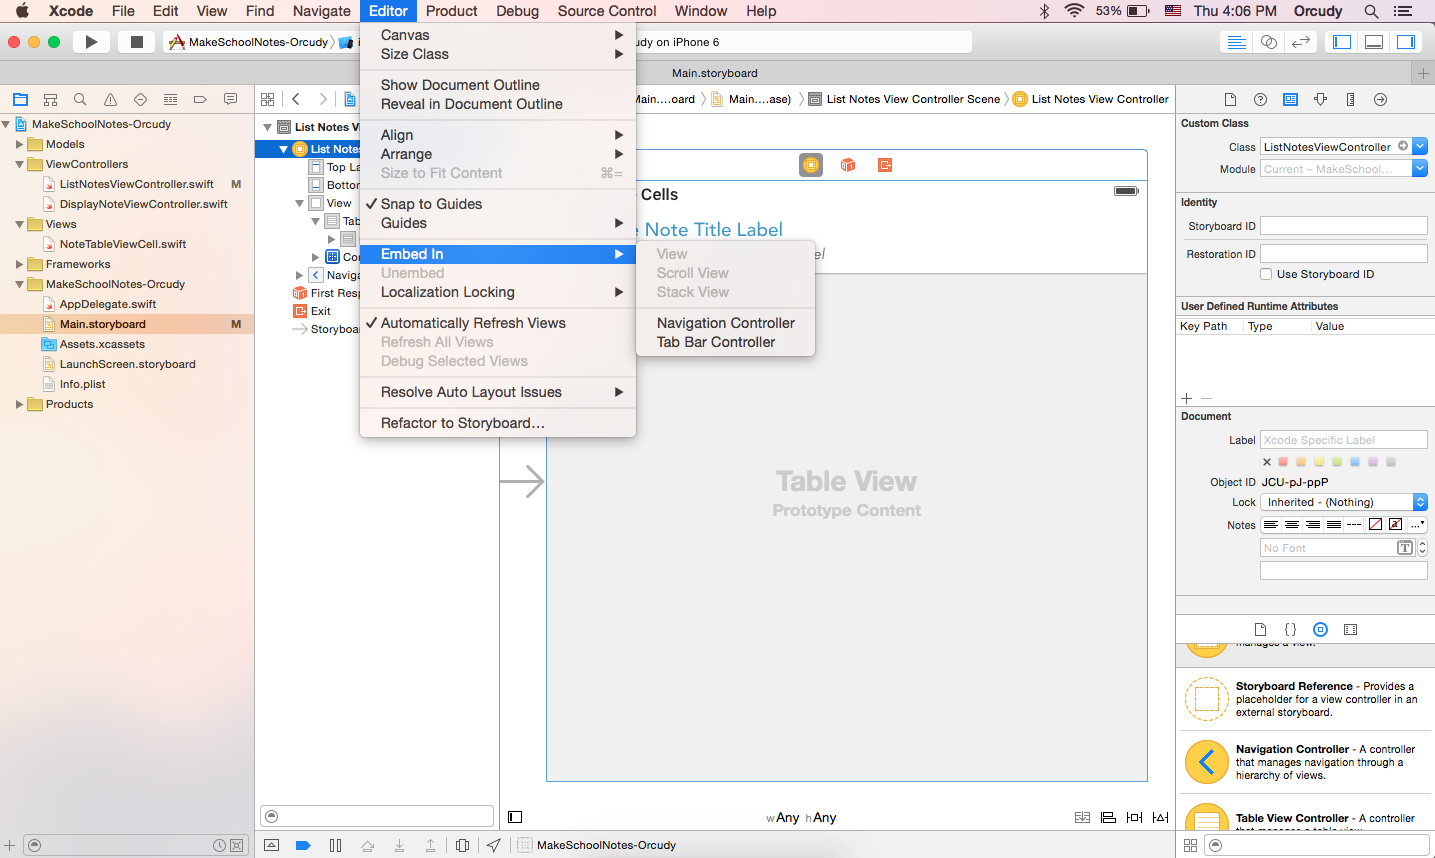 Xcode File Edit View Find Navigate Editor Product Debug Source Control Window Help 53% Thu 4:06 PM Orcudy
MakeSchoolNotes-Orcudy
udy on iPhone 6
Main.storyboard
Main....oard Main....ase) List Notes View Controller Scene List Notes View Controller
MakeSchoolNotes-Orcudy
Models
ViewControllers
ListNotesViewController.swift M
DisplayNoteViewController.swift
Views
NoteTableViewCell.swift
Frameworks
MakeSchoolNotes-Orcudy
AppDelegate.swift
Main.storyboard M
Assets.xcassets
LaunchScreen.storyboard
Info.plist
Products
List Notes Vi
List Notes
Top La
Bottom
View
Tab
Co
Naviga
First Resp
Exit
Storyboa
Canvas
Size Class
Show Document Outline
Reveal in Document Outline
Align
Arrange
Size to Fit Content ⌘=
✓ Snap to Guides
Guides
Embed In
Unembed
Localization Locking
✓ Automatically Refresh Views
Refresh All Views
Debug Selected Views
Resolve Auto Layout Issues
Refactor to Storyboard...
View
Scroll View
Stack View
Navigation Controller
Tab Bar Controller
Cells
Note Title Label
el
Table View
Prototype Content
wAny hAny
MakeSchoolNotes-Orcudy
Custom Class
Class ListNotesViewController
Module Current – MakeSchool...
Identity
Storyboard ID
Restoration ID
Use Storyboard ID
User Defined Runtime Attributes
Key Path Type Value
Document
Label Xcode Specific Label
Object ID JCU-pJ-ppP
Lock Inherited - (Nothing)
Notes
No Font T
manages a view.
Storyboard Reference - Provides a
placeholder for a view controller in an
external storyboard.
Navigation Controller - A controller
that manages navigation through a
hierarchy of views.
Table View Controller - A controller
that manages a table view.